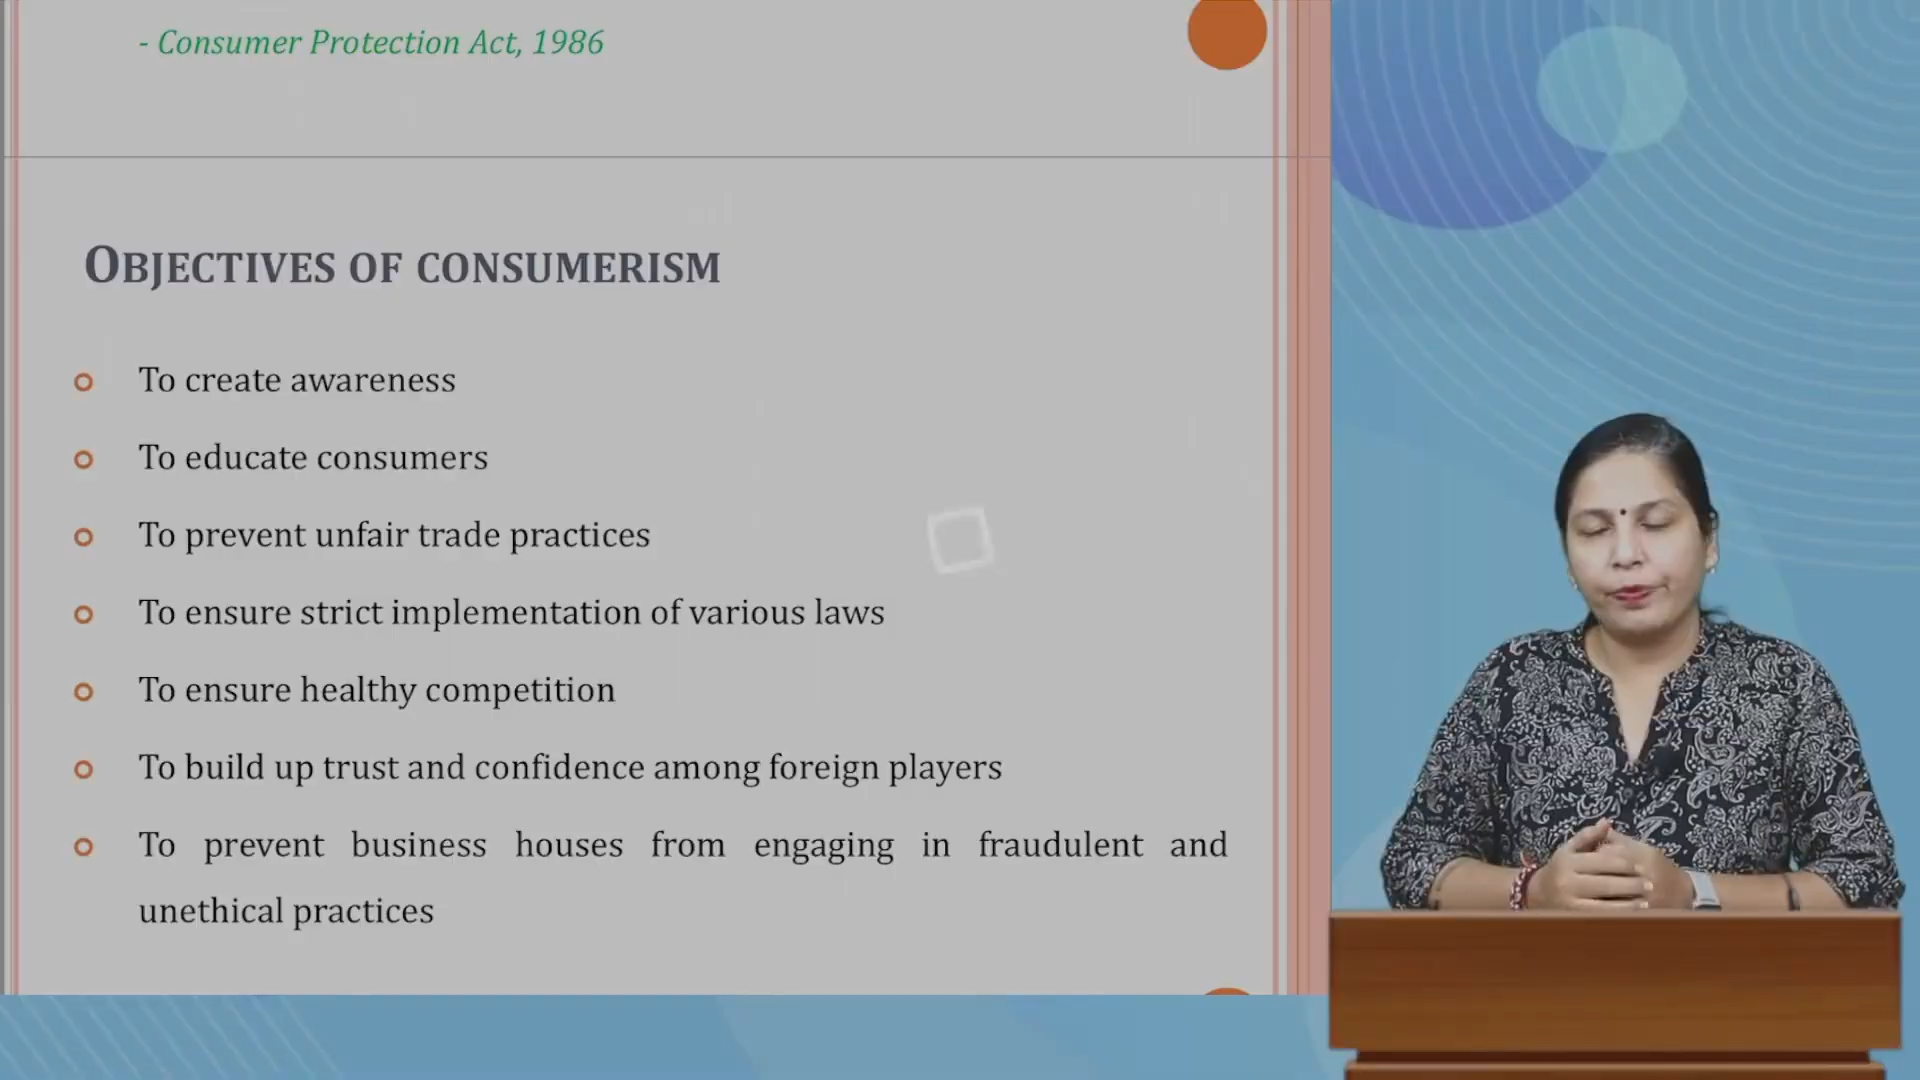 - Consumer Protection Act, 1986
OBJECTIVES OF CONSUMERISM
To create awareness
To educate consumers
To prevent unfair trade practices
To ensure strict implementation of various laws
To ensure healthy competition
To build up trust and confidence among foreign players
To prevent business houses from engaging in fraudulent and
unethical practices